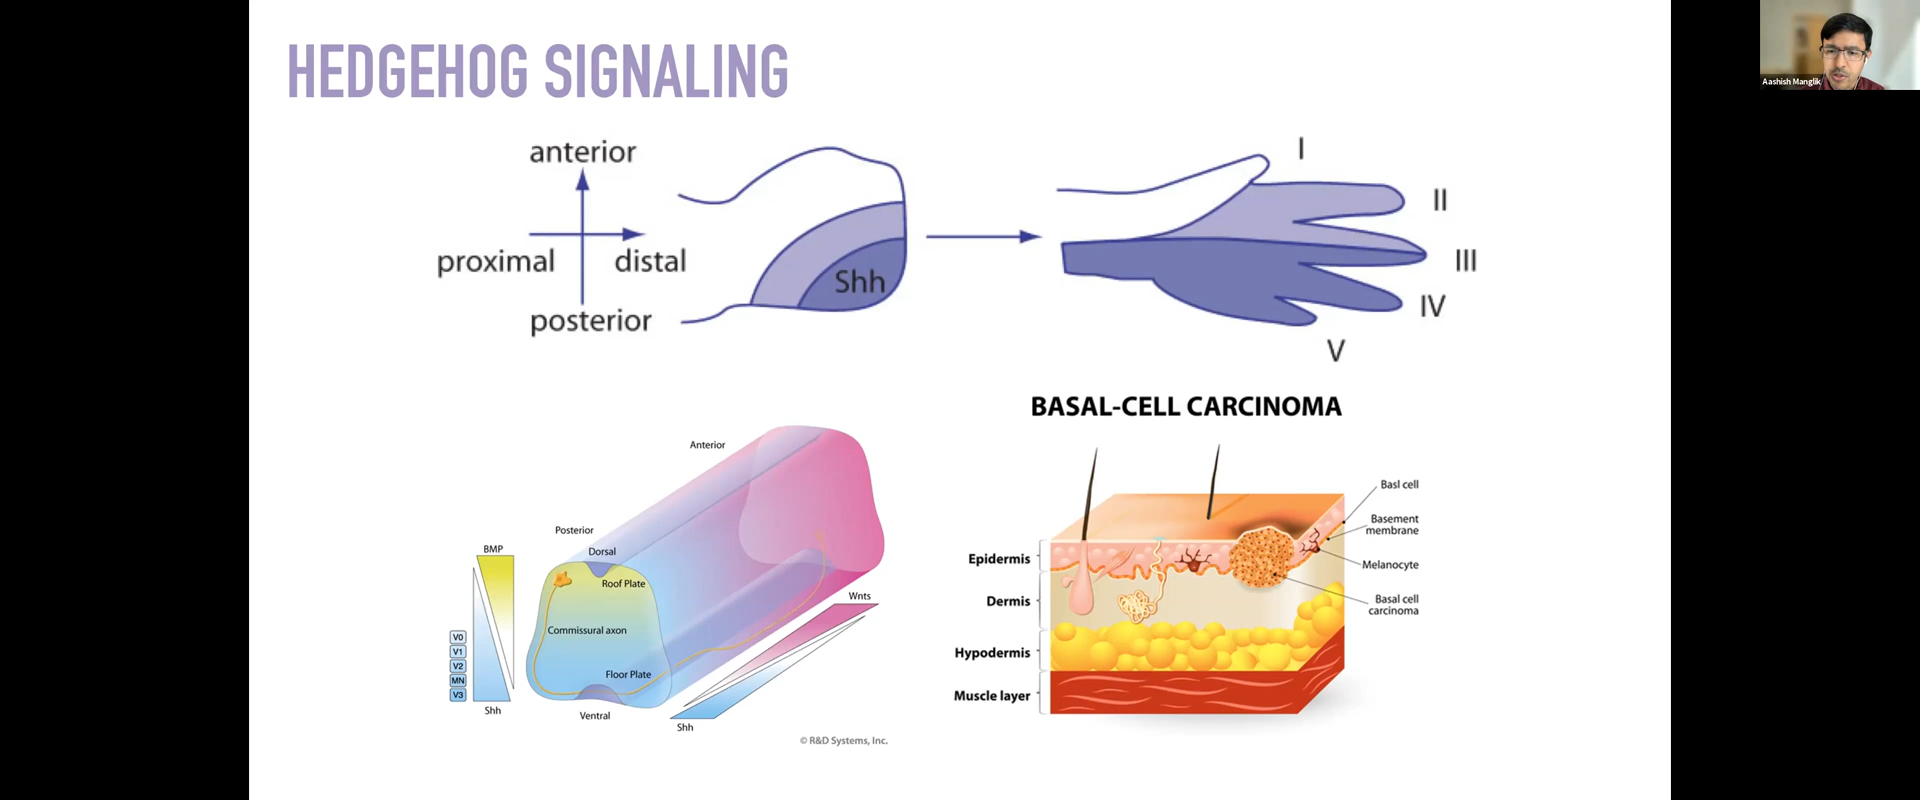 HEDGEHOG SIGNALING
Aashish Manglik
anterior
proximal
distal
posterior
Shh
I
II
III
IV
V
Anterior
Posterior
Dorsal
Roof Plate
Commissural axon
Floor Plate
Ventral
BMP
V0
V1
V2
MN
V3
Shh
Wnts
Shh
© R&D Systems, Inc.
BASAL-CELL CARCINOMA
Epidermis
Dermis
Hypodermis
Muscle layer
Basl cell
Basement
membrane
Melanocyte
Basal cell
carcinoma